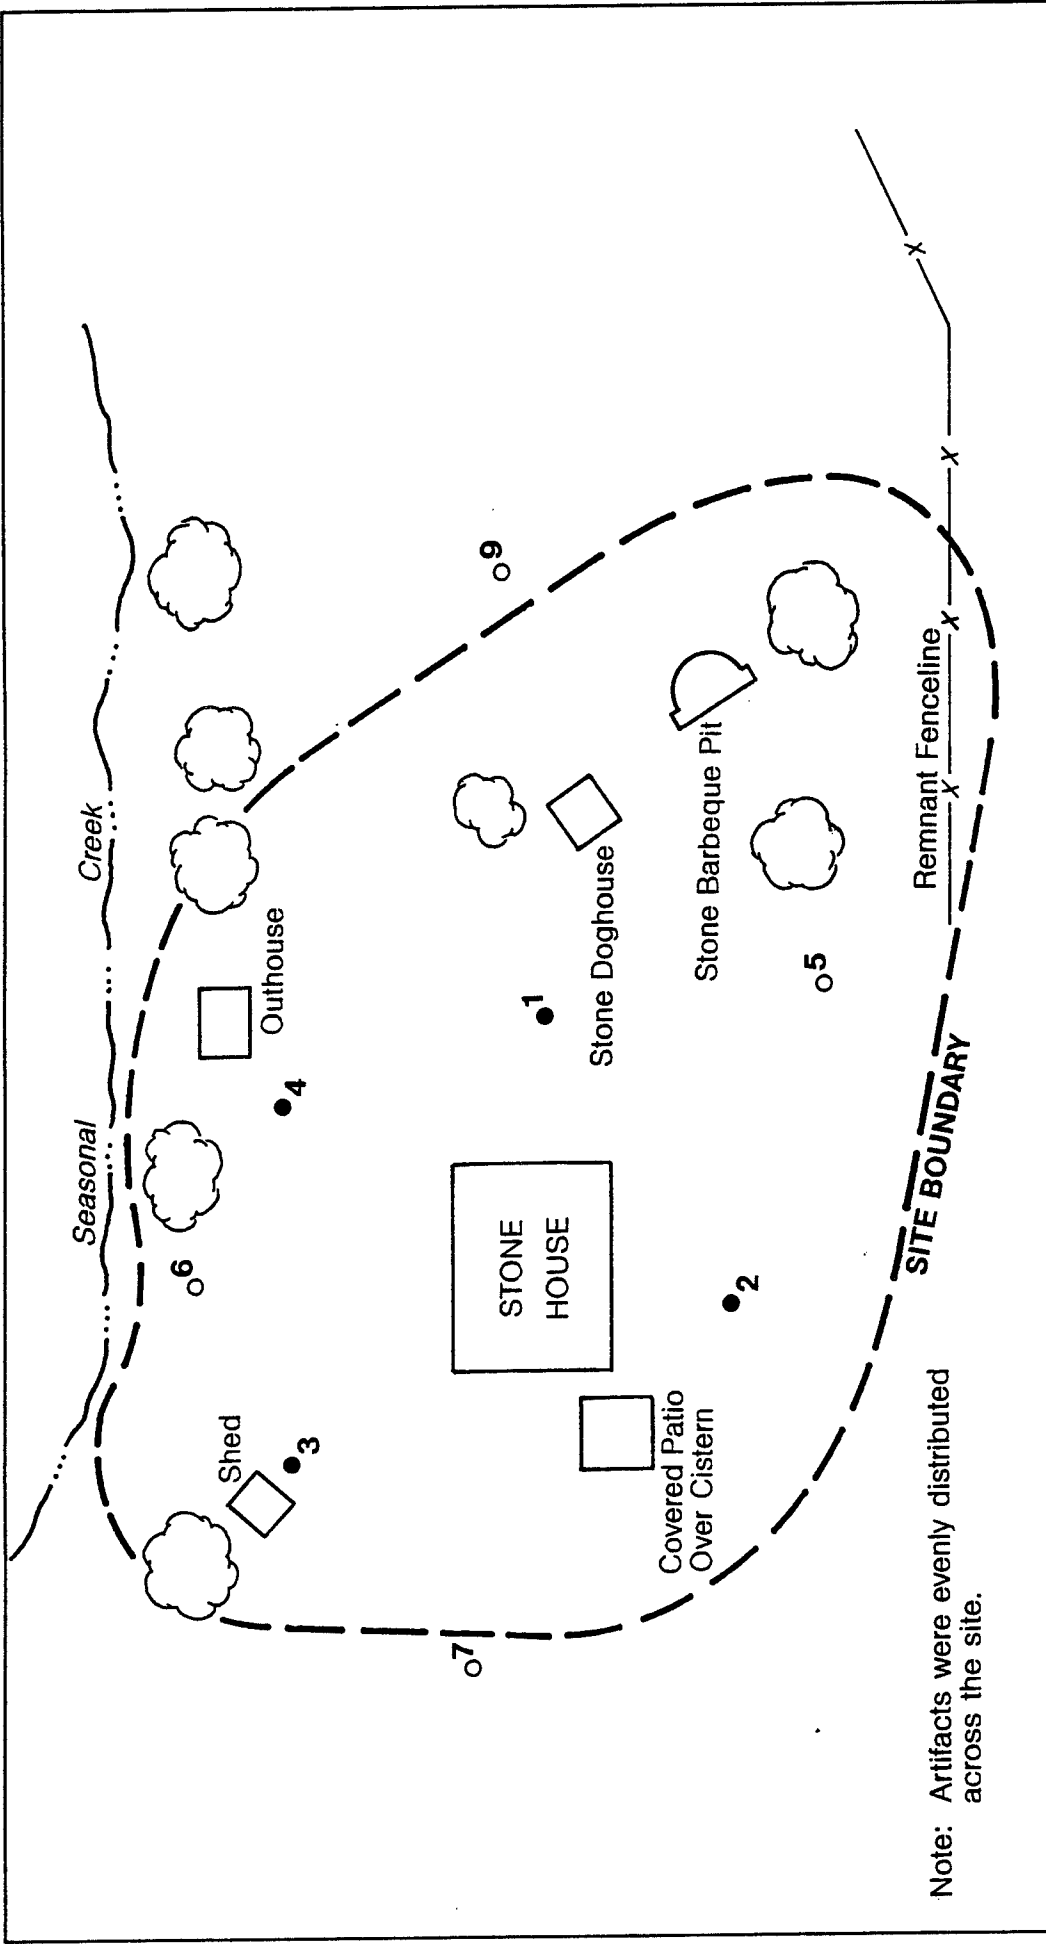 Seasonal
Creek
6
Shed
3
4
Outhouse
7
STONE
HOUSE
1
9
Covered Patio
Over Cistern
2
Stone Doghouse
Stone Barbeque Pit
5
Remnant Fenceline
SITE BOUNDARY
Note: Artifacts were evenly distributed
across the site.